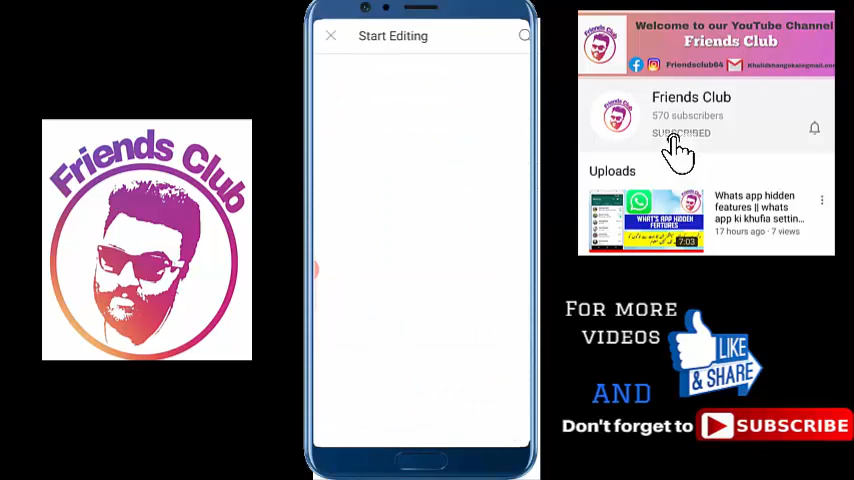 Friends Club
Start Editing
Welcome to our YouTube Channel
Friends Club
Friends Club
Friendsclub64
Friends Club
570 subscribers
SUBSCRIBED
Uploads
WHAT'S APP HIDDEN
FEATURES
7:03
Whats app hidden
features || whats
app ki khufia settin...
17 hours ago · 7 views
FOR MORE
VIDEOS
LIKE
& SHARE
AND
Don't forget to
SUBSCRIBE